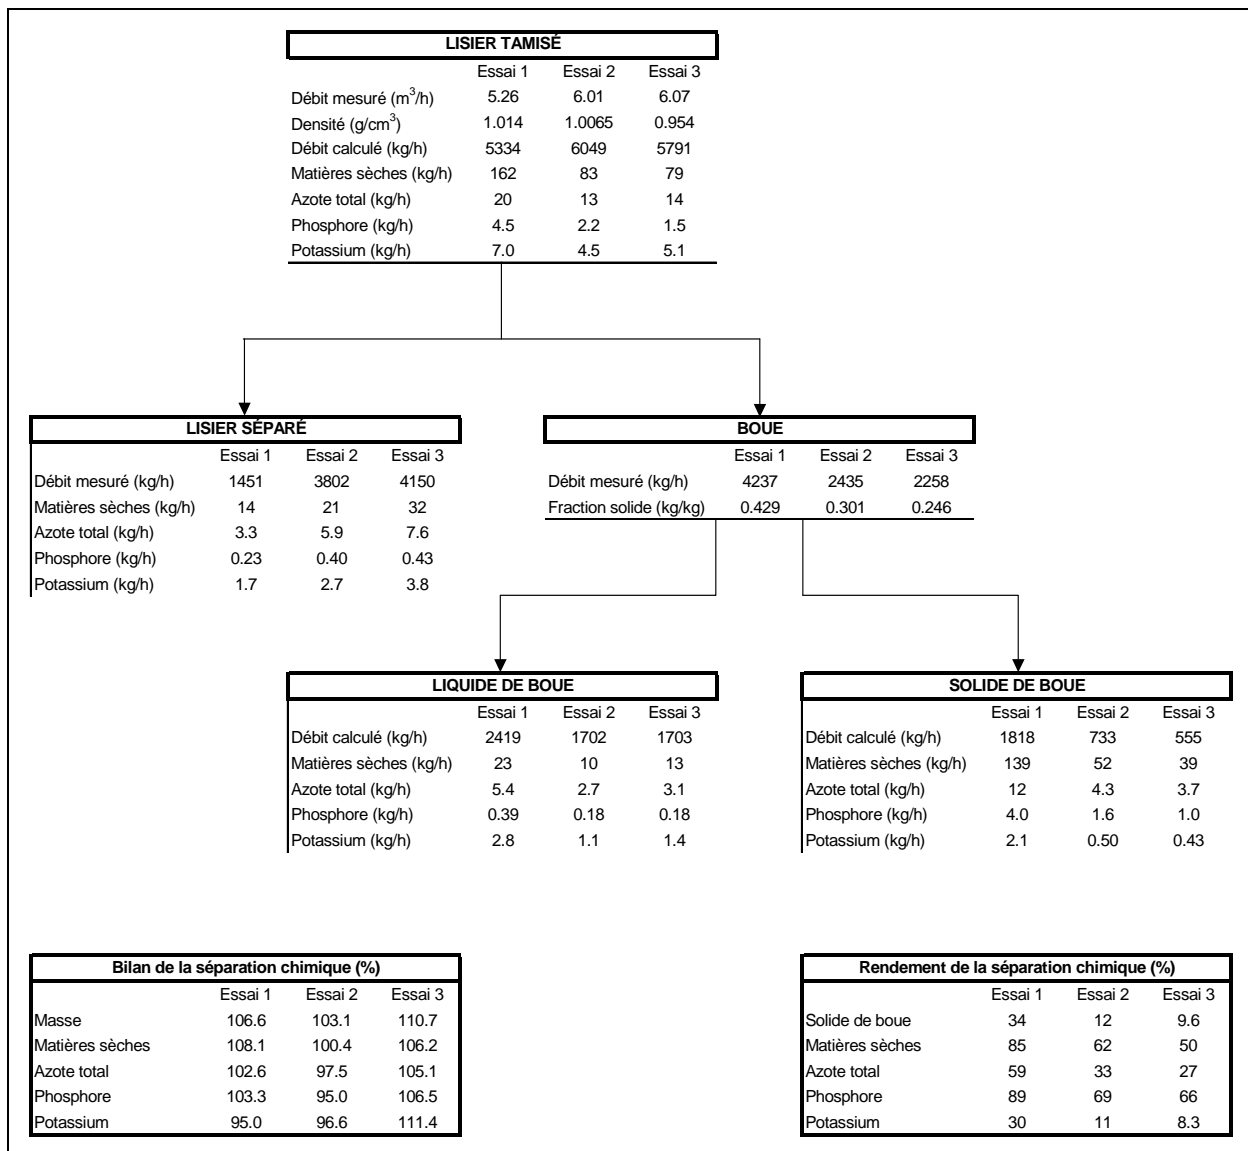 LISIER TAMISÉ
Essai 1 Essai 2 Essai 3
Débit mesuré (m³/h) 5.26 6.01 6.07
Densité (g/cm³) 1.014 1.0065 0.954
Débit calculé (kg/h) 5334 6049 5791
Matières sèches (kg/h) 162 83 79
Azote total (kg/h) 20 13 14
Phosphore (kg/h) 4.5 2.2 1.5
Potassium (kg/h) 7.0 4.5 5.1
LISIER SÉPARÉ
Essai 1 Essai 2 Essai 3
Débit mesuré (kg/h) 1451 3802 4150
Matières sèches (kg/h) 14 21 32
Azote total (kg/h) 3.3 5.9 7.6
Phosphore (kg/h) 0.23 0.40 0.43
Potassium (kg/h) 1.7 2.7 3.8
BOUE
Essai 1 Essai 2 Essai 3
Débit mesuré (kg/h) 4237 2435 2258
Fraction solide (kg/kg) 0.429 0.301 0.246
LIQUIDE DE BOUE
Essai 1 Essai 2 Essai 3
Débit calculé (kg/h) 2419 1702 1703
Matières sèches (kg/h) 23 10 13
Azote total (kg/h) 5.4 2.7 3.1
Phosphore (kg/h) 0.39 0.18 0.18
Potassium (kg/h) 2.8 1.1 1.4
SOLIDE DE BOUE
Essai 1 Essai 2 Essai 3
Débit calculé (kg/h) 1818 733 555
Matières sèches (kg/h) 139 52 39
Azote total (kg/h) 12 4.3 3.7
Phosphore (kg/h) 4.0 1.6 1.0
Potassium (kg/h) 2.1 0.50 0.43
Bilan de la séparation chimique (%)
Essai 1 Essai 2 Essai 3
Masse 106.6 103.1 110.7
Matières sèches 108.1 100.4 106.2
Azote total 102.6 97.5 105.1
Phosphore 103.3 95.0 106.5
Potassium 95.0 96.6 111.4
Rendement de la séparation chimique (%)
Essai 1 Essai 2 Essai 3
Solide de boue 34 12 9.6
Matières sèches 85 62 50
Azote total 59 33 27
Phosphore 89 69 66
Potassium 30 11 8.3